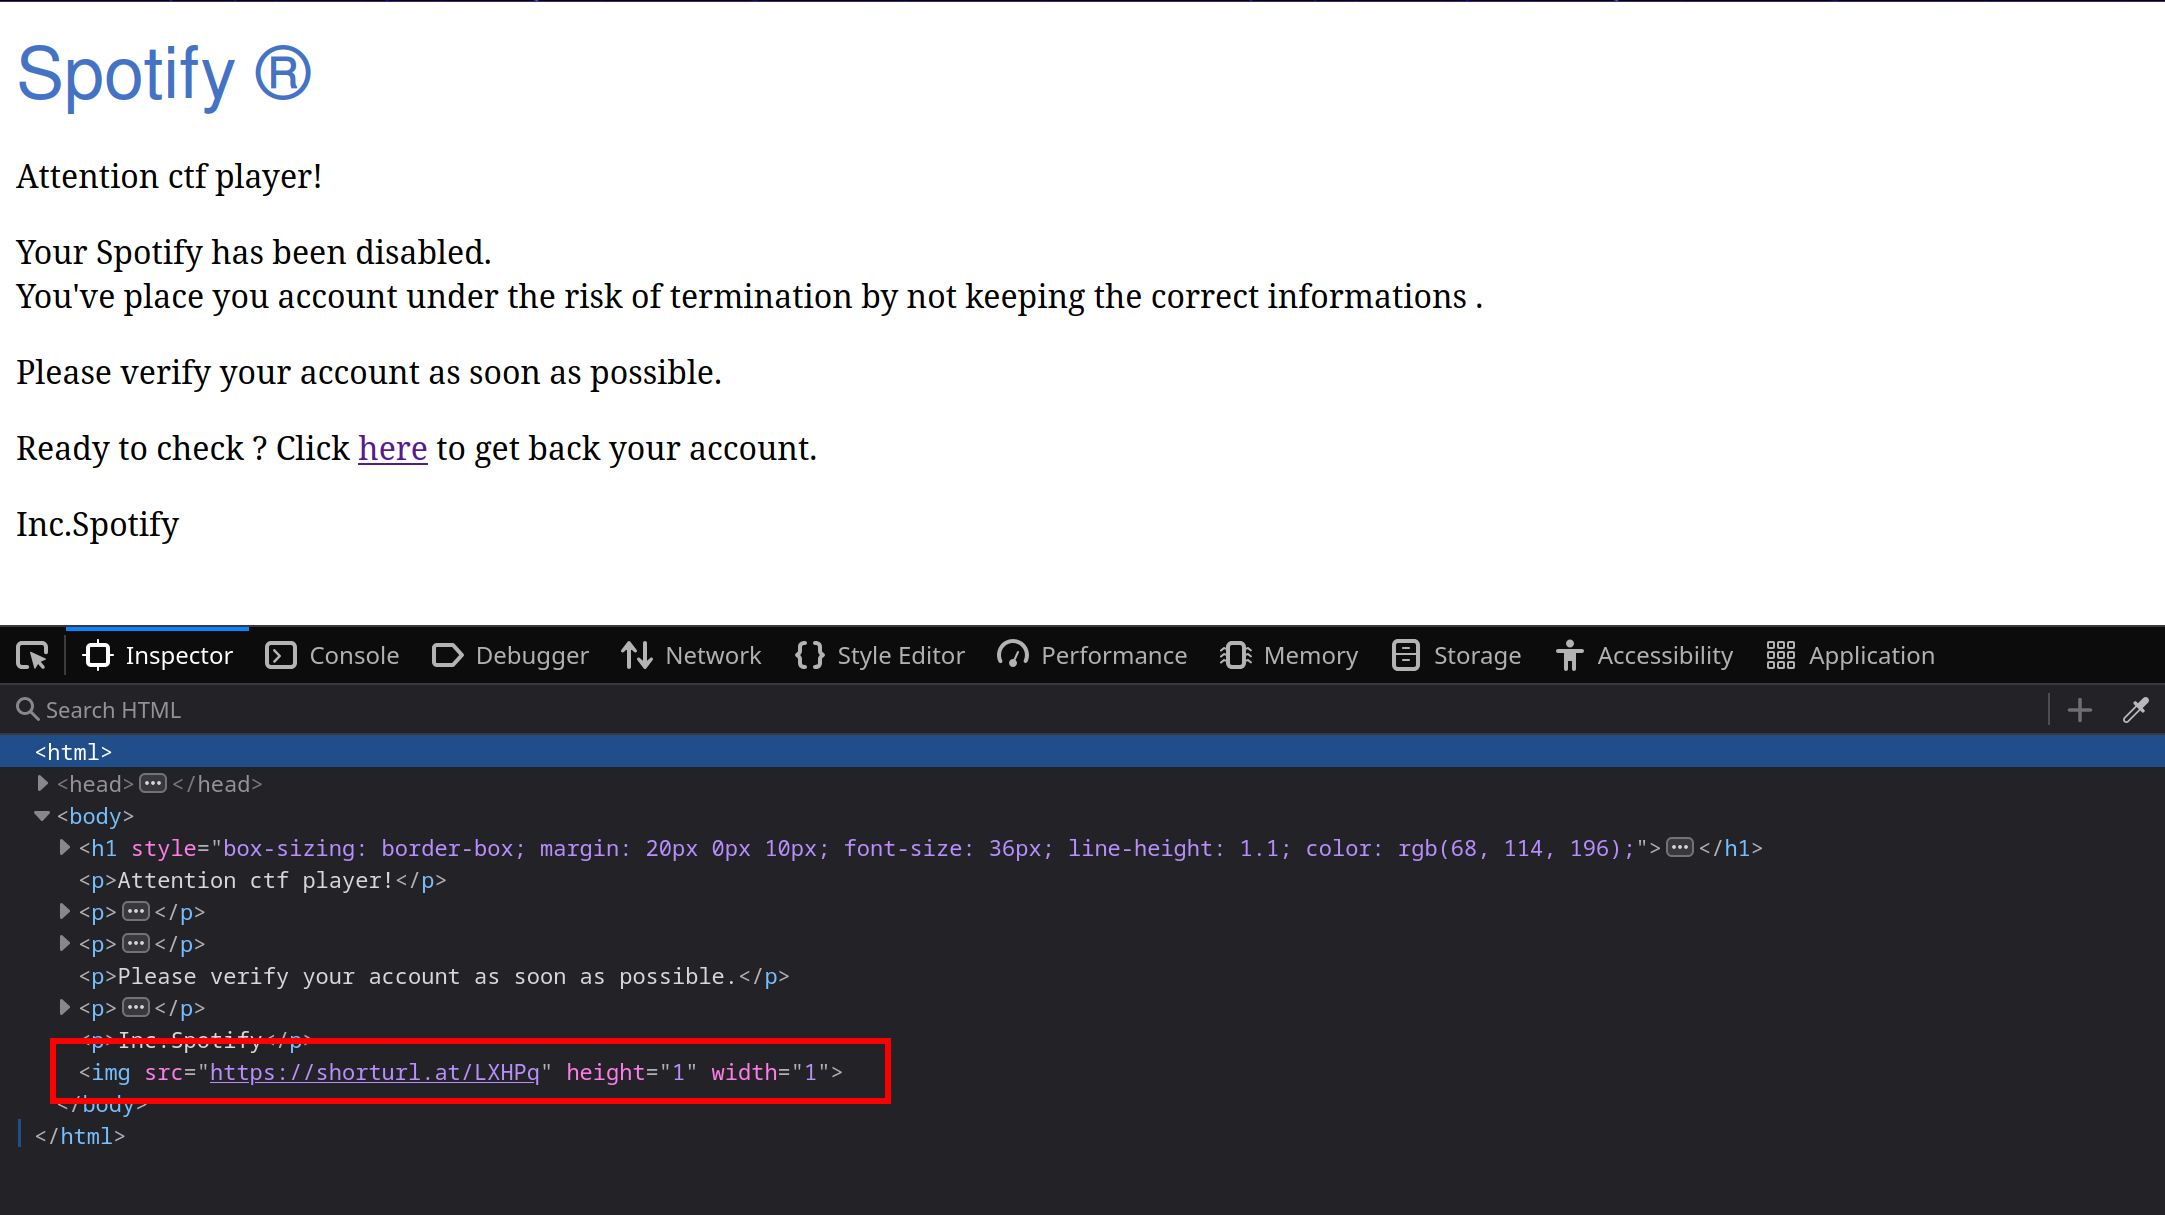 Spotify ®
Attention ctf player!
Your Spotify has been disabled.
You've place you account under the risk of termination by not keeping the correct informations .
Please verify your account as soon as possible.
Ready to check ? Click here to get back your account.
Inc.Spotify
Inspector Console Debugger Network Style Editor Performance Memory Storage Accessibility Application
Search HTML
<html>
<head>···</head>
<body>
<h1 style="box-sizing: border-box; margin: 20px 0px 10px; font-size: 36px; line-height: 1.1; color: rgb(68, 114, 196);">···</h1>
<p>Attention ctf player!</p>
<p>···</p>
<p>···</p>
<p>Please verify your account as soon as possible.</p>
<p>···</p>
<p>Inc.Spotify</p>
<img src="https://shorturl.at/LXHPq" height="1" width="1">
</body>
</html>